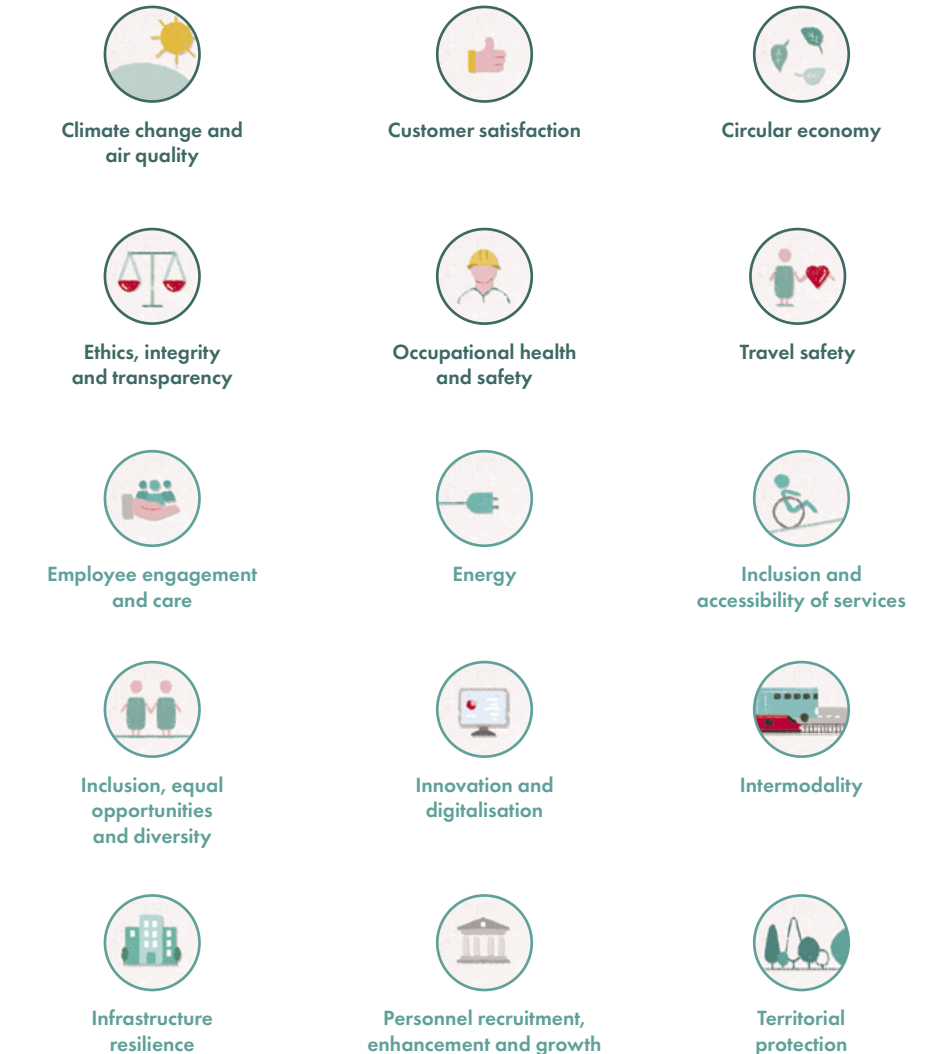 Climate change and
air quality
Customer satisfaction
Circular economy
Ethics, integrity
and transparency
Occupational health
and safety
Travel safety
Employee engagement
and care
Energy
Inclusion and
accessibility of services
Inclusion, equal
opportunities
and diversity
Innovation and
digitalisation
Intermodality
Infrastructure
resilience
Personnel recruitment,
enhancement and growth
Territorial
protection